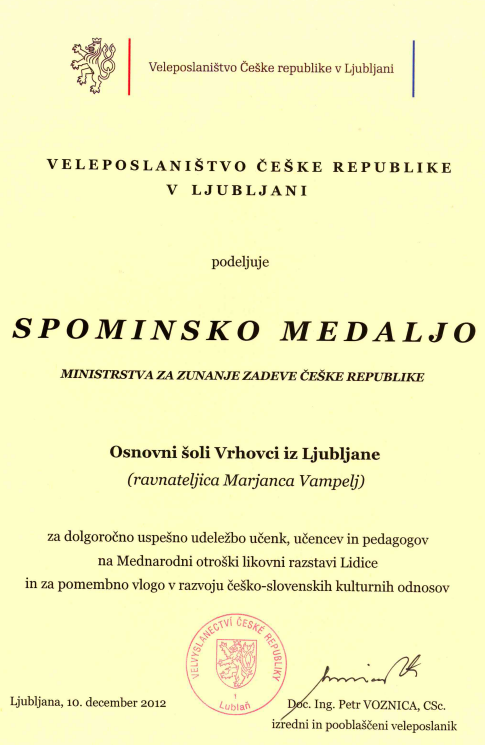 Veleposlaništvo Češke republike v Ljubljani
VELEPOSLANIŠTVO ČEŠKE REPUBLIKE
V LJUBLJANI
podeljuje
SPOMINSKO MEDALJO
MINISTRSTVA ZA ZUNANJE ZADEVE ČEŠKE REPUBLIKE
Osnovni šoli Vrhovci iz Ljubljane
(ravnateljica Marjanca Vampelj)
za dolgoročno uspešno udeležbo učenk, učencev in pedagogov
na Mednarodni otroški likovni razstavi Lidice
in za pomembno vlogo v razvoju češko-slovenskih kulturnih odnosov
VELVYSLANECTVÍ ČESKÉ REPUBLIKY
1
Lublaň
Ljubljana, 10. december 2012
Doc. Ing. Petr VOZNICA, CSc.
izredni in pooblaščeni veleposlanik